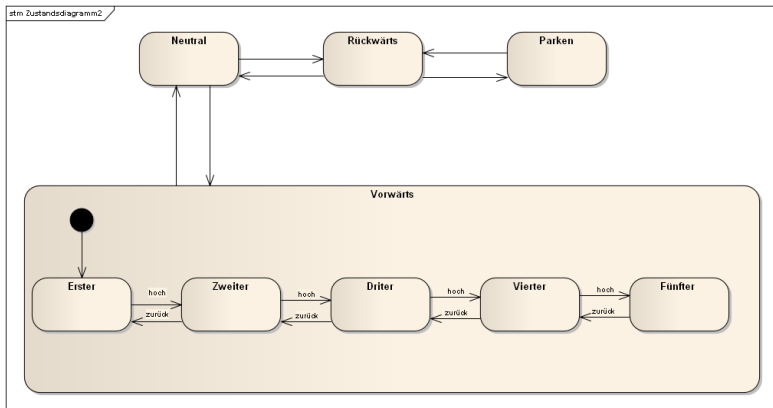 stm Zustandsdiagramm2
Neutral
Rückwärts
Parken
Vorwärts
Erster
hoch
Zweiter
hoch
Driter
hoch
Vierter
hoch
Fünfter
zurück
zurück
zurück
zurück